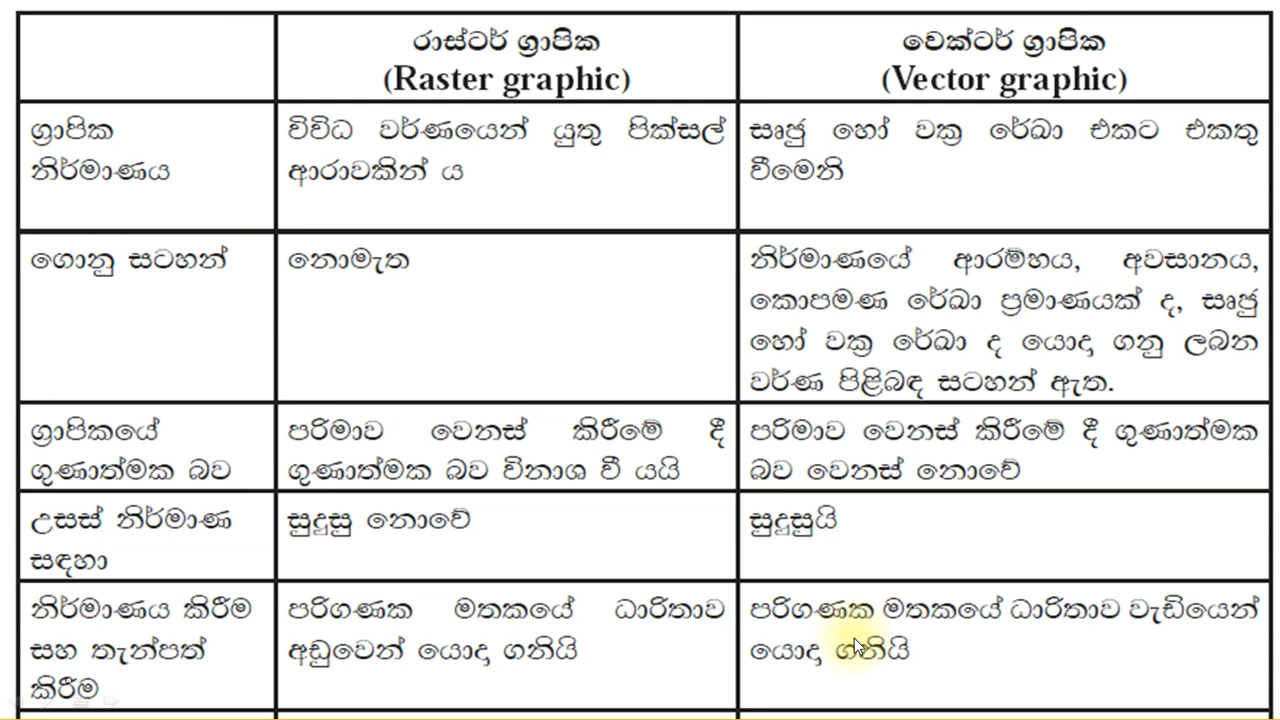 රාස්ටර් ග්‍රාපික
(Raster graphic)
වෙක්ටර් ග්‍රාපික
(Vector graphic)
ග්‍රාපික
නිර්මාණය
විවිධ වර්ණයෙන් යුතු පික්සල්
ආරාවකින් ය
සෘජු හෝ වක්‍ර රේඛා එකට එකතු
වීමෙනි
ගොනු සටහන්
නොමැත
නිර්මාණයේ ආරම්භය, අවසානය,
කොපමණ රේඛා ප්‍රමාණයක් ද, සෘජු
හෝ වක්‍ර රේඛා ද යොදා ගනු ලබන
වර්ණ පිළිබඳ සටහන් ඇත.
ග්‍රාපිකයේ
ගුණාත්මක බව
පරිමාව වෙනස් කිරීමේ දී
ගුණාත්මක බව විනාශ වී යයි
පරිමාව වෙනස් කිරීමේ දී ගුණාත්මක
බව වෙනස් නොවේ
උසස් නිර්මාණ
සඳහා
සුදුසු නොවේ
සුදුසුයි
නිර්මාණය කිරීම
සහ තැන්පත්
කිරීම
පරිගණක මතකයේ ධාරිතාව
අඩුවෙන් යොදා ගනියි
පරිගණක මතකයේ ධාරිතාව වැඩියෙන්
යොදා ගනියි